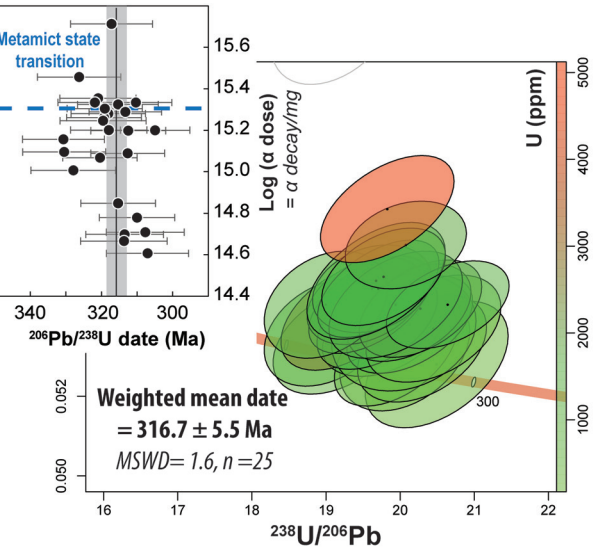 Metamict state
transition
15.6
15.4
15.2
15.0
14.8
14.6
14.4
Log (α dose)
= α decay/mg
340
320
300
206Pb/238U date (Ma)
U (ppm)
5000
4000
3000
2000
1000
0.052
0.050
Weighted mean date
= 316.7 ± 5.5 Ma
MSWD= 1.6, n =25
300
16
17
18
19
20
21
22
238U/206Pb